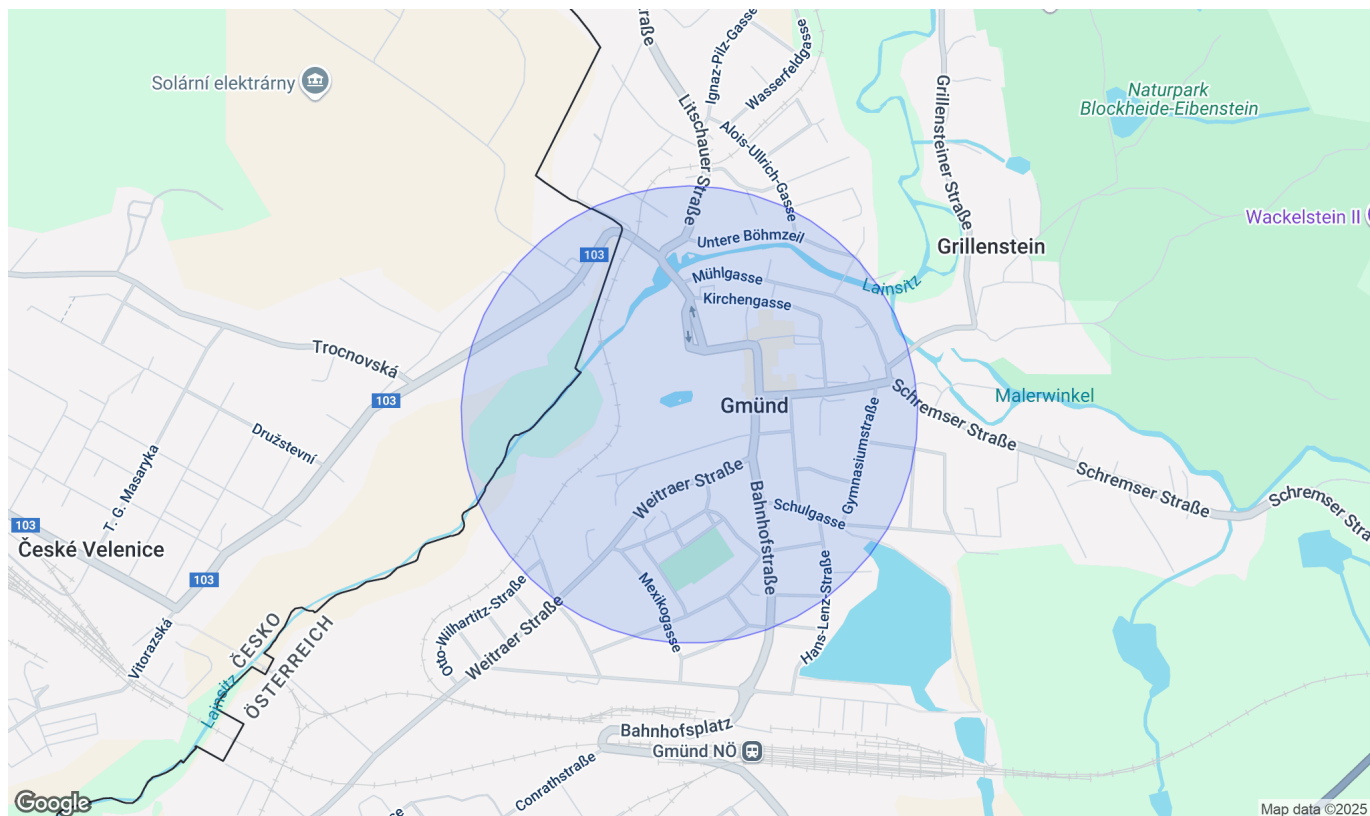 raße
Ignaz-Pilz-Gasse
Wasserfeldgasse
Solární elektrárny
Litschauer Straße
Alois-Ullrich-Gasse
Grillensteiner Straße
Naturpark
Blockheide-Eibenstein
Wackelstein II
Untere Böhmzeil
Grillenstein
103
Mühlgasse
Lainsitz
Kirchengasse
Trocnovská
103
Gmünd
Malerwinkel
Schremser Straße
Družstevní
T. G. Masaryka
Gymnasiumstraße
Weitraer Straße
Bahnhofstraße
Schulgasse
Schremser Straße
Schremser Stra
103
České Velenice
103
Mexikogasse
Hans-Lenz-Straße
Otto-Wilhartitz-Straße
Weitraer Straße
Vitorazská
ČESKO
ÖSTERREICH
Lainsitz
Bahnhofsplatz
Gmünd NÖ
Conrathstraße
sse
Google
Map data ©2025